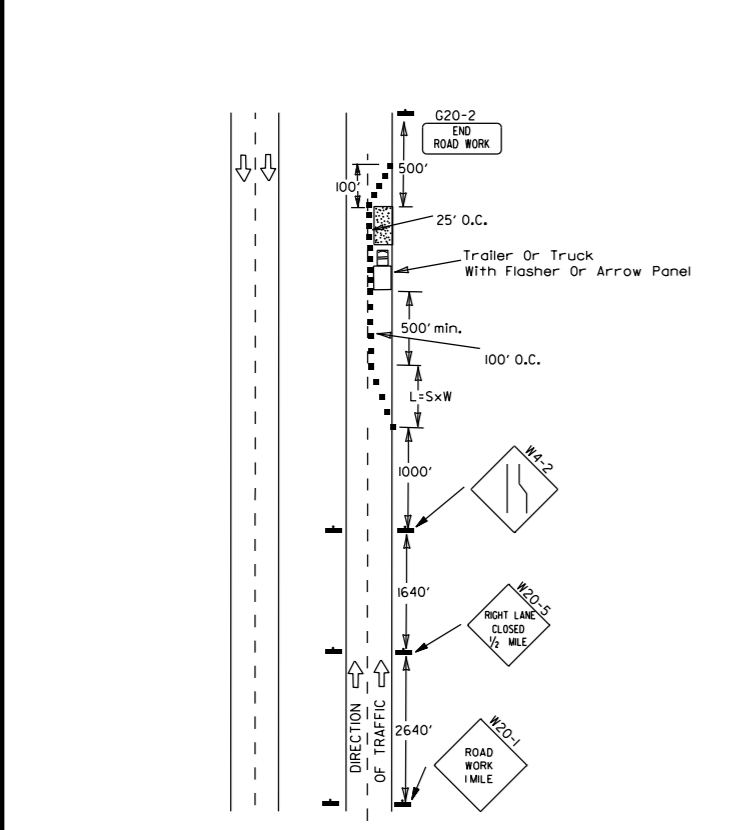 G20-2
END
ROAD WORK
500'
100'
25' O.C.
Trailer Or Truck
With Flasher Or Arrow Panel
500' min.
100' O.C.
L=SxW
1000'
W4-2
1640'
W20-5
RIGHT LANE
CLOSED
1/2 MILE
DIRECTION
OF TRAFFIC
2640'
W20-1
ROAD
WORK
1 MILE